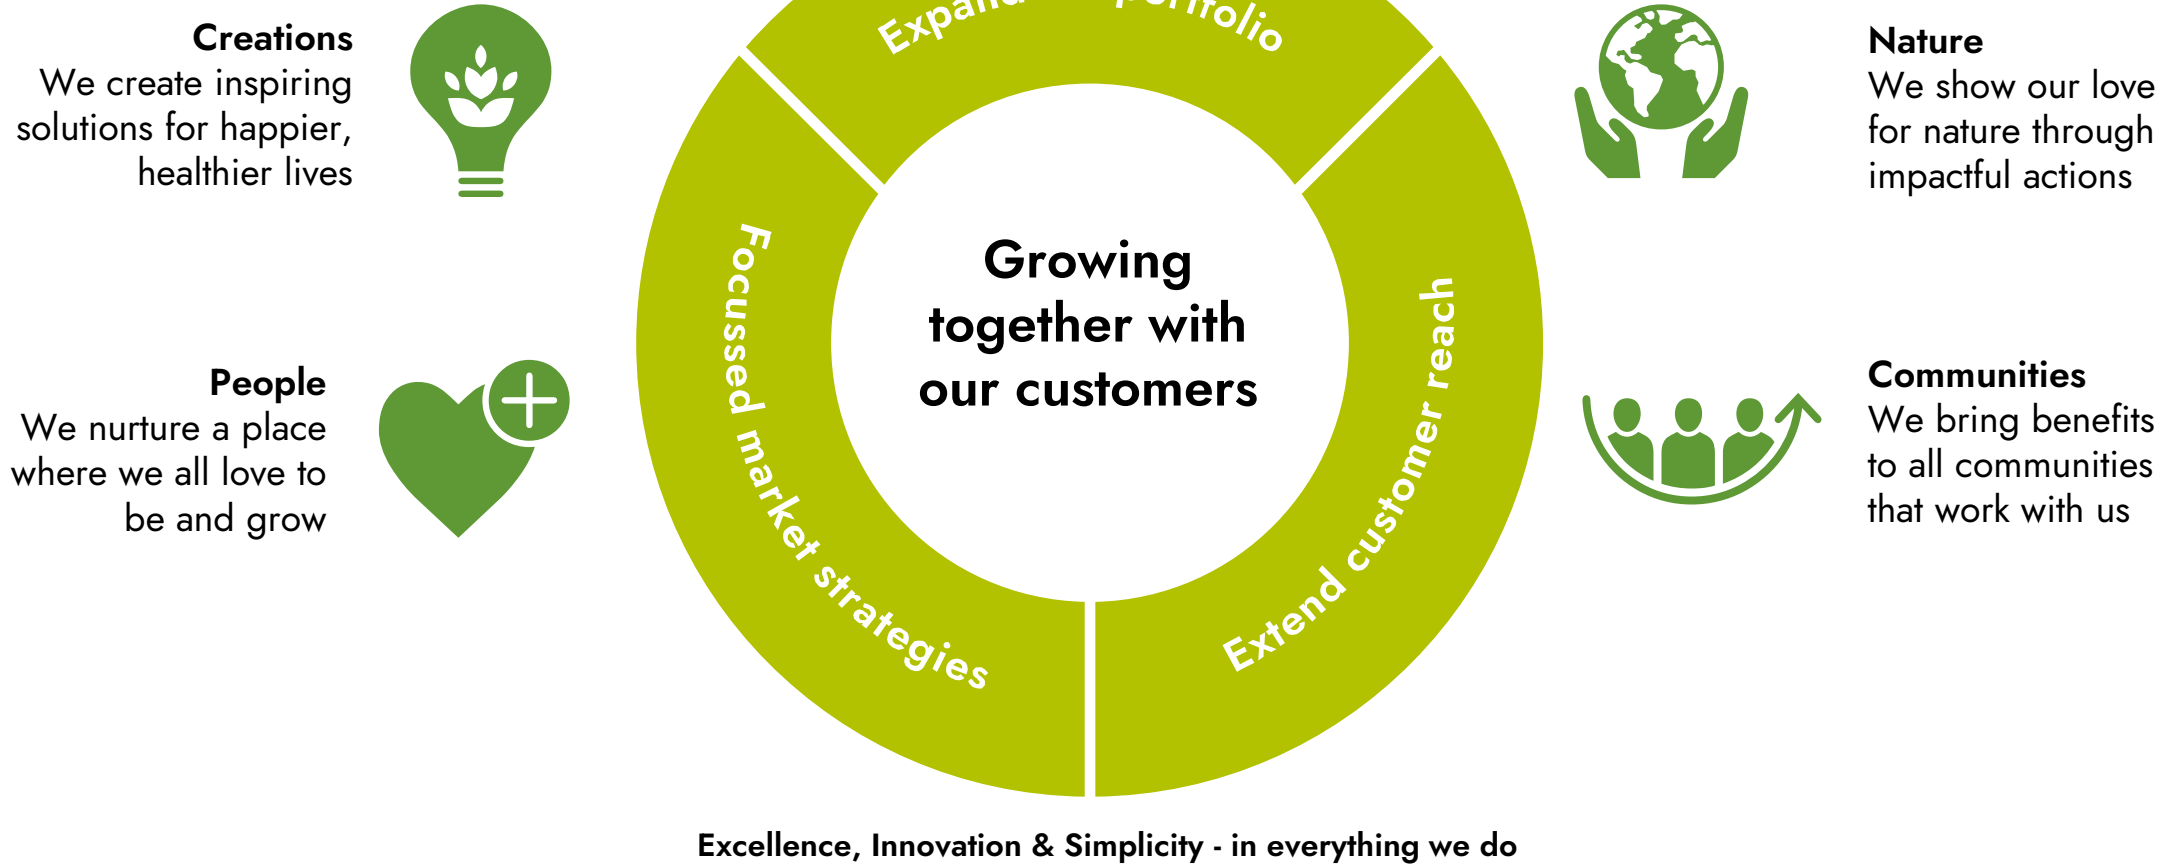 Creations
We create inspiring
solutions for happier,
healthier lives
People
We nurture a place
where we all love to
be and grow
Expand portfolio
Focussed market strategies
Extend customer reach
Growing
together with
our customers
Nature
We show our love
for nature through
impactful actions
Communities
We bring benefits
to all communities
that work with us
Excellence, Innovation & Simplicity - in everything we do